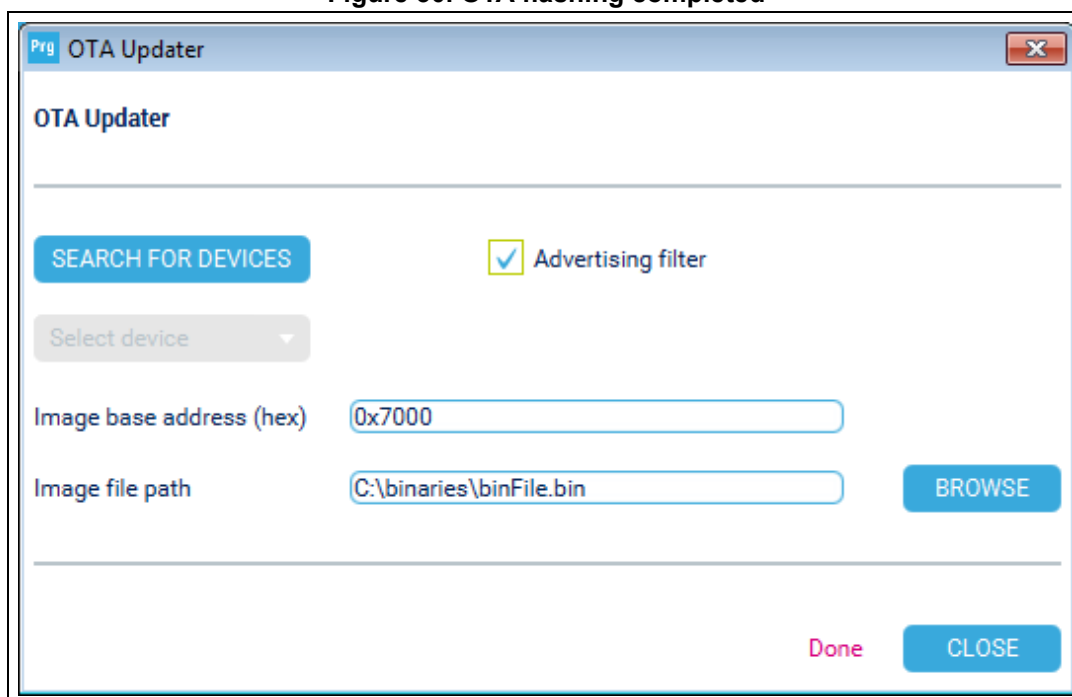 Prg OTA Updater
OTA Updater
SEARCH FOR DEVICES Advertising filter
Select device
Image base address (hex) 0x7000
Image file path C:\binaries\binFile.bin BROWSE
Done CLOSE